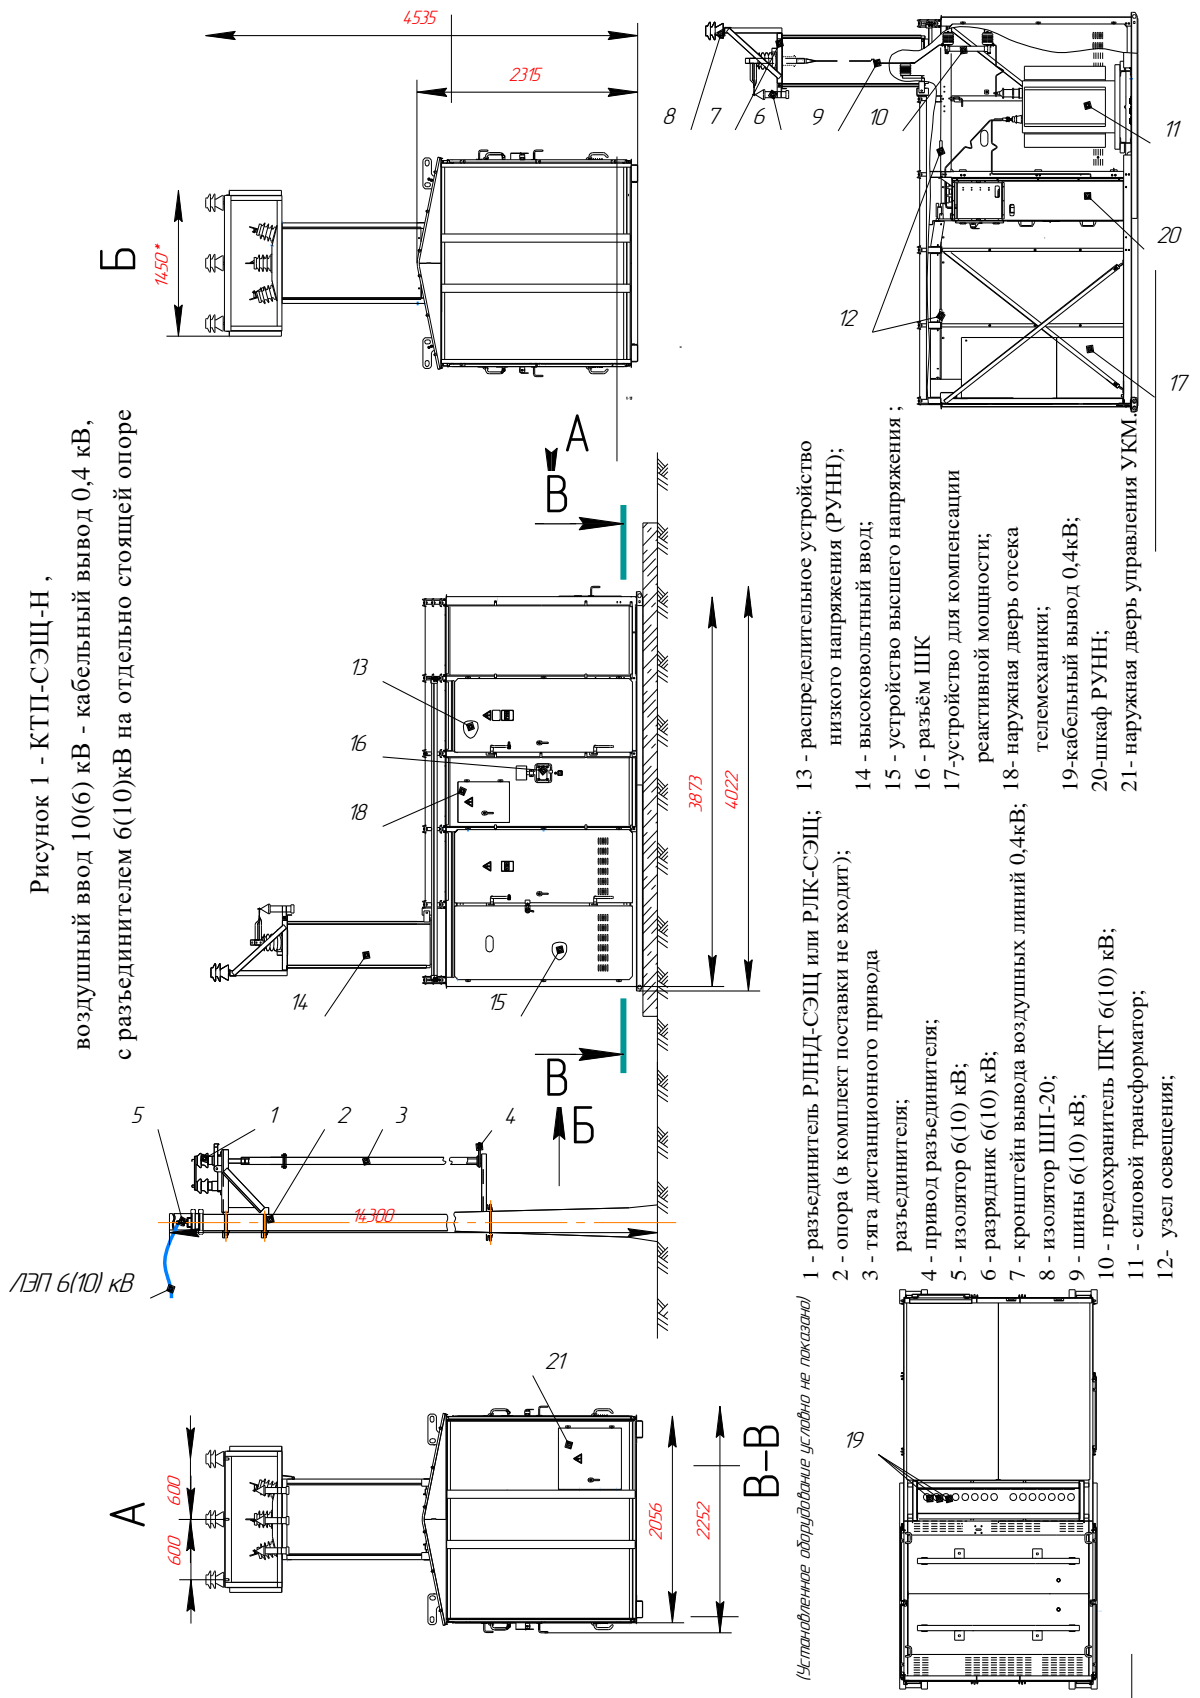 Рисунок 1 - КТП-СЭЩ-Н ,
воздушный ввод 10(6) кВ - кабельный вывод 0,4 кВ,
с разъединителем 6(10)кВ на отдельно стоящей опоре
ЛЭП 6(10) кВ
5
1
2
3
4
14300
14
15
13
16
18
3873
4022
В
В
А
Б
Б
1450*
4535
2315
А
600
600
21
2056
2252
8
7
6
9
10
11
20
12
17
В–В
(Установленное оборудование условно не показано)
19
1 - разъединитель РЛНД-СЭЩ или РЛК-СЭЩ;
2 - опора (в комплект поставки не входит);
3 - тяга дистанционного привода
разъединителя;
4 - привод разъединителя;
5 - изолятор 6(10) кВ;
6 - разрядник 6(10) кВ;
7 - кронштейн вывода воздушных линий 0,4кВ;
8 - изолятор ШП-20;
9 - шины 6(10) кВ;
10 - предохранитель ПКТ 6(10) кВ;
11 - силовой трансформатор;
12- узел освещения;
13 - распределительное устройство
низкого напряжения (РУНН);
14 - высоковольтный ввод;
15 - устройство высшего напряжения ;
16 - разъём ШК
17-устройство для компенсации
реактивной мощности;
18- наружная дверь отсека
телемеханики;
19-кабельный вывод 0,4кВ;
20-шкаф РУНН;
21- наружная дверь управления УКМ.